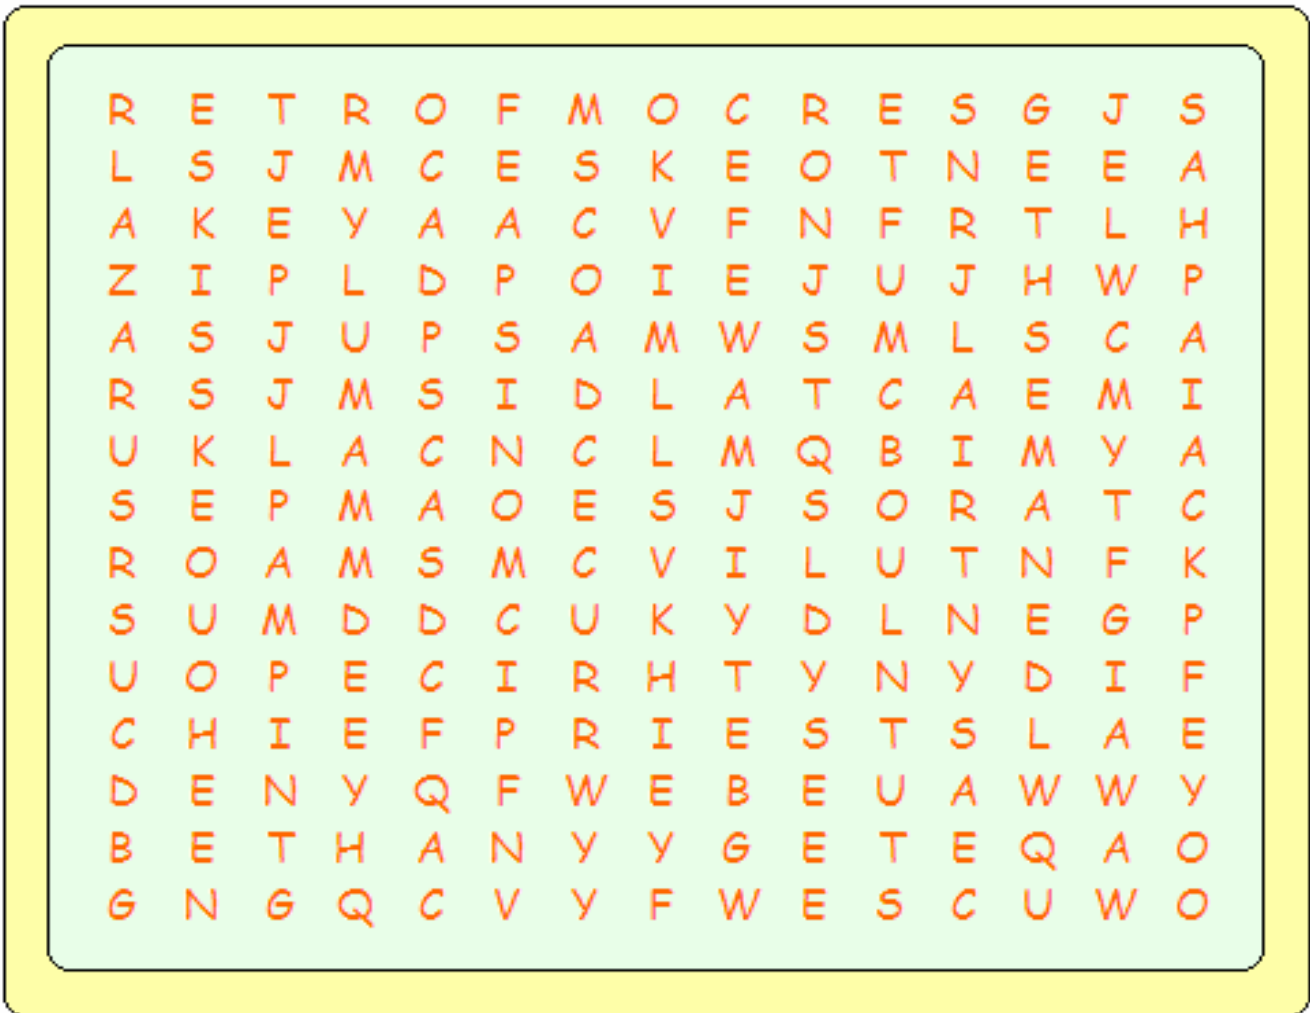 R E T R O F M O C R E S G J S
L S J M C E S K E O T N E E A
A K E Y A A C V F N F R T L H
Z I P L D P O I E J U J H W P
A S J U P S A M W S M L S C A
R S J M S I D L A T C A E M I
U K L A C N C L M Q B I M Y A
S E P M A O E S J S O R A T C
R O A M S M C V I L U T N F K
S U M D D C U K Y D L N E G P
U O P E C I R H T Y N Y D I F
C H I E F P R I E S T S L A E
D E N Y Q F W E B E U A W W Y
B E T H A N Y Y G E T E Q A O
G N G Q C V Y F W E S C U W O